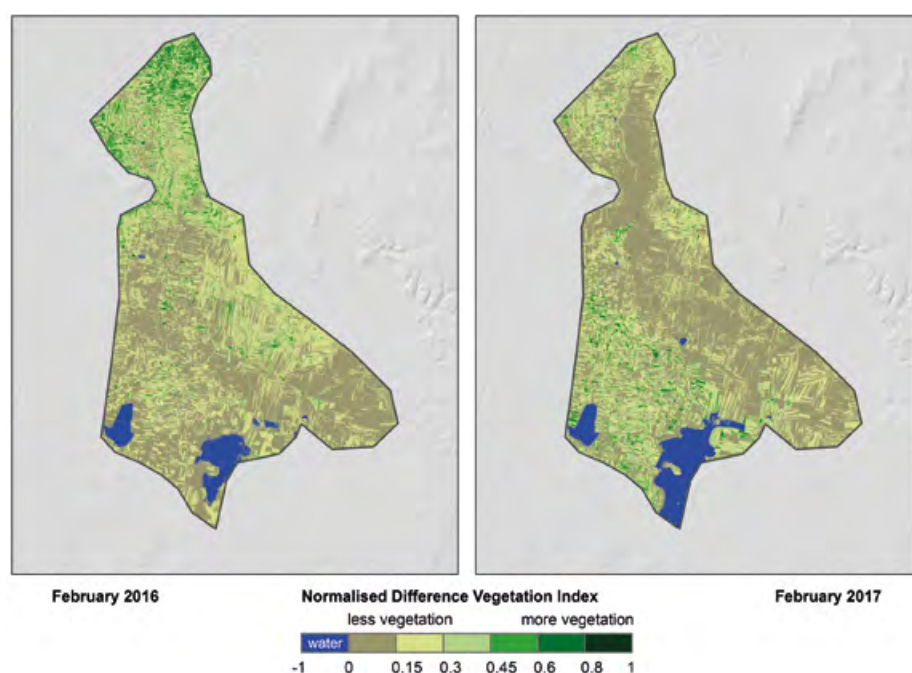 February 2016
Normalised Difference Vegetation Index
February 2017
less vegetation
more vegetation
water
-1 0 0.15 0.3 0.45 0.6 0.8 1